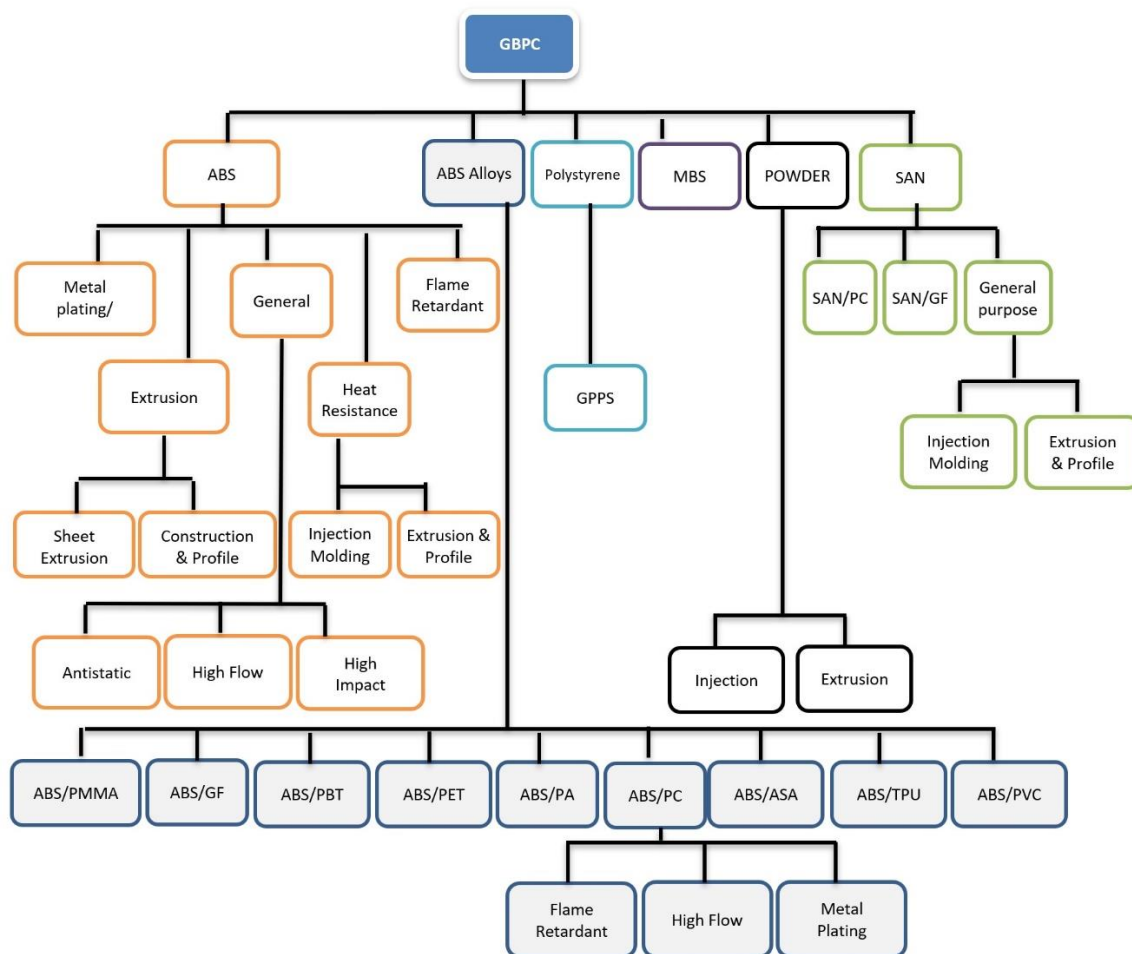 GBPC
ABS
ABS Alloys
Polystyrene
MBS
POWDER
SAN
Metal
plating/
General
Flame
Retardant
SAN/PC
SAN/GF
General
purpose
Extrusion
Heat
Resistance
GPPS
Injection
Molding
Extrusion
& Profile
Sheet
Extrusion
Construction
& Profile
Injection
Molding
Extrusion &
Profile
Antistatic
High Flow
High
Impact
Injection
Extrusion
ABS/PMMA
ABS/GF
ABS/PBT
ABS/PET
ABS/PA
ABS/PC
ABS/ASA
ABS/TPU
ABS/PVC
Flame
Retardant
High Flow
Metal
Plating